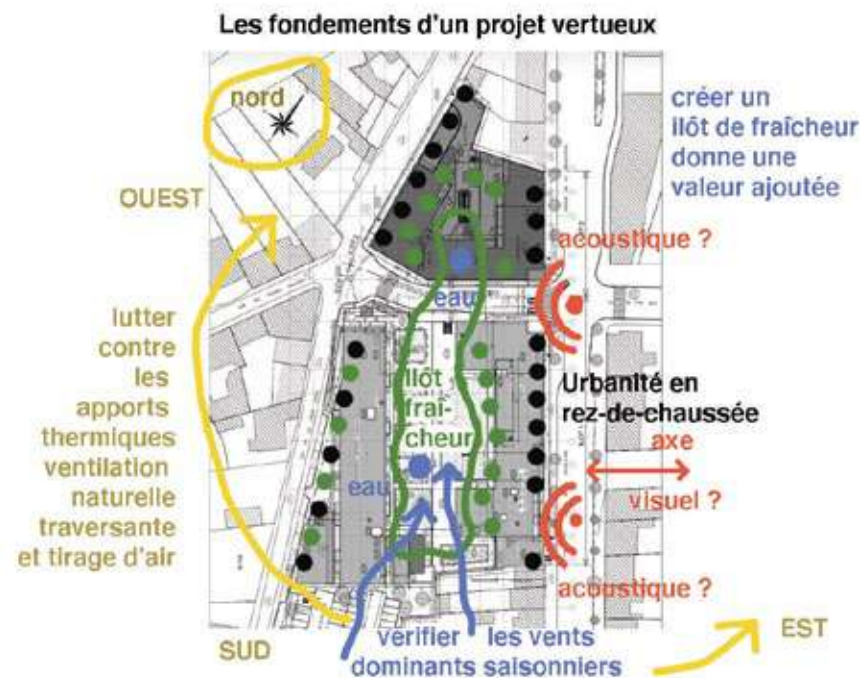 Les fondements d'un projet vertueux
nord
OUEST
créer un
ilôt de fraîcheur
donne une
valeur ajoutée
acoustique ?
eau
lutter
contre
les
apports
thermiques
ventilation
naturelle
traversante
et tirage d'air
Ilôt
fraî-
cheur
eau
Urbanité en
rez-de-chaussée
axe
visuel ?
acoustique ?
SUD
vérifier les vents
dominants saisonniers
EST